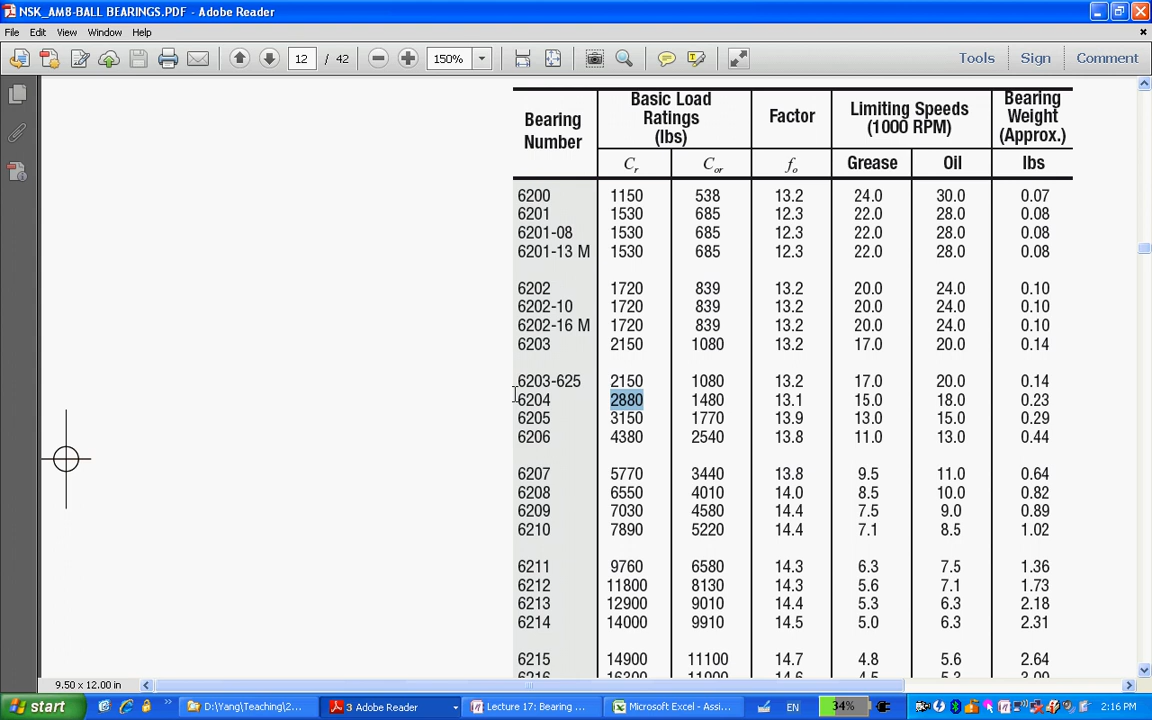 NSK_AM8-BALL BEARINGS.PDF - Adobe Reader
File Edit View Window Help
12 / 42 150% Tools Sign Comment
Bearing Number Basic Load Ratings (lbs) Factor Limiting Speeds (1000 RPM) Bearing Weight (Approx.)
Cr Cor fo Grease Oil lbs
6200 1150 538 13.2 24.0 30.0 0.07
6201 1530 685 12.3 22.0 28.0 0.08
6201-08 1530 685 12.3 22.0 28.0 0.08
6201-13 M 1530 685 12.3 22.0 28.0 0.08
6202 1720 839 13.2 20.0 24.0 0.10
6202-10 1720 839 13.2 20.0 24.0 0.10
6202-16 M 1720 839 13.2 20.0 24.0 0.10
6203 2150 1080 13.2 17.0 20.0 0.14
6203-625 2150 1080 13.2 17.0 20.0 0.14
6204 2880 1480 13.1 15.0 18.0 0.23
6205 3150 1770 13.9 13.0 15.0 0.29
6206 4380 2540 13.8 11.0 13.0 0.44
6207 5770 3440 13.8 9.5 11.0 0.64
6208 6550 4010 14.0 8.5 10.0 0.82
6209 7030 4580 14.4 7.5 9.0 0.89
6210 7890 5220 14.4 7.1 8.5 1.02
6211 9760 6580 14.3 6.3 7.5 1.36
6212 11800 8130 14.3 5.6 7.1 1.73
6213 12900 9010 14.4 5.3 6.3 2.18
6214 14000 9910 14.5 5.0 6.3 2.31
6215 14900 11100 14.7 4.8 5.6 2.64
9.50 x 12.00 in
start D:\Yang\Teaching\2... 3 Adobe Reader Lecture 17: Bearing ... Microsoft Excel - Assi... EN 34% 2:16 PM